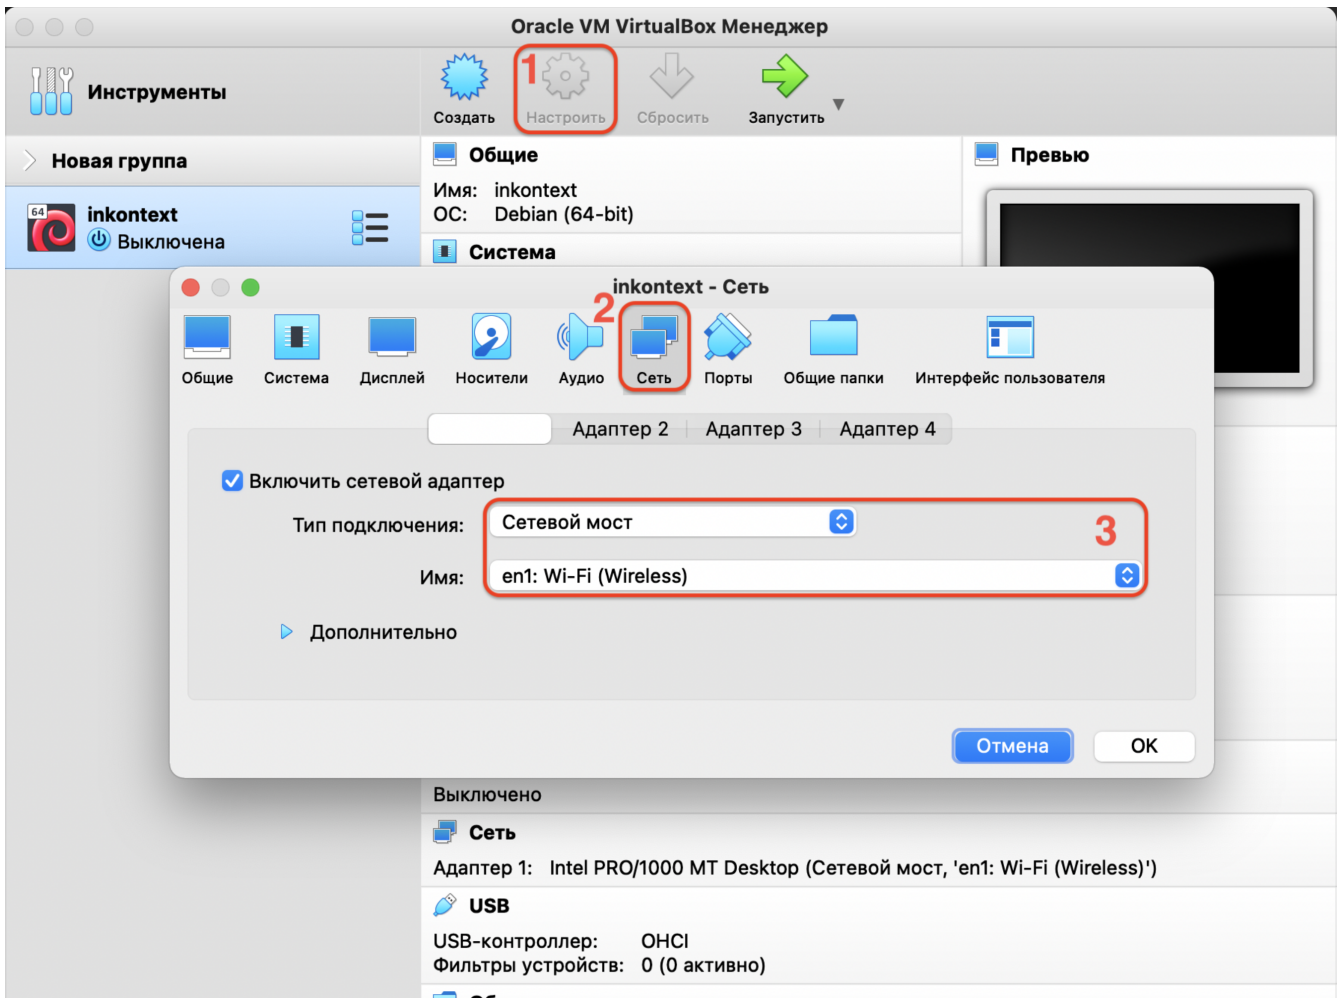 Oracle VM VirtualBox Менеджер
Инструменты
1
Создать
Настроить
Сбросить
Запустить
Новая группа
64
inkontext
Выключена
Общие
Имя: inkontext
ОС: Debian (64-bit)
Система
Превью
inkontext - Сеть
2
Общие
Система
Дисплей
Носители
Аудио
Сеть
Порты
Общие папки
Интерфейс пользователя
Адаптер 2
Адаптер 3
Адаптер 4
Включить сетевой адаптер
Тип подключения: Сетевой мост
3
Имя: en1: Wi-Fi (Wireless)
Дополнительно
Отмена
OK
Выключено
Сеть
Адаптер 1: Intel PRO/1000 MT Desktop (Сетевой мост, 'en1: Wi-Fi (Wireless)')
USB
USB-контроллер: OHCI
Фильтры устройств: 0 (0 активно)